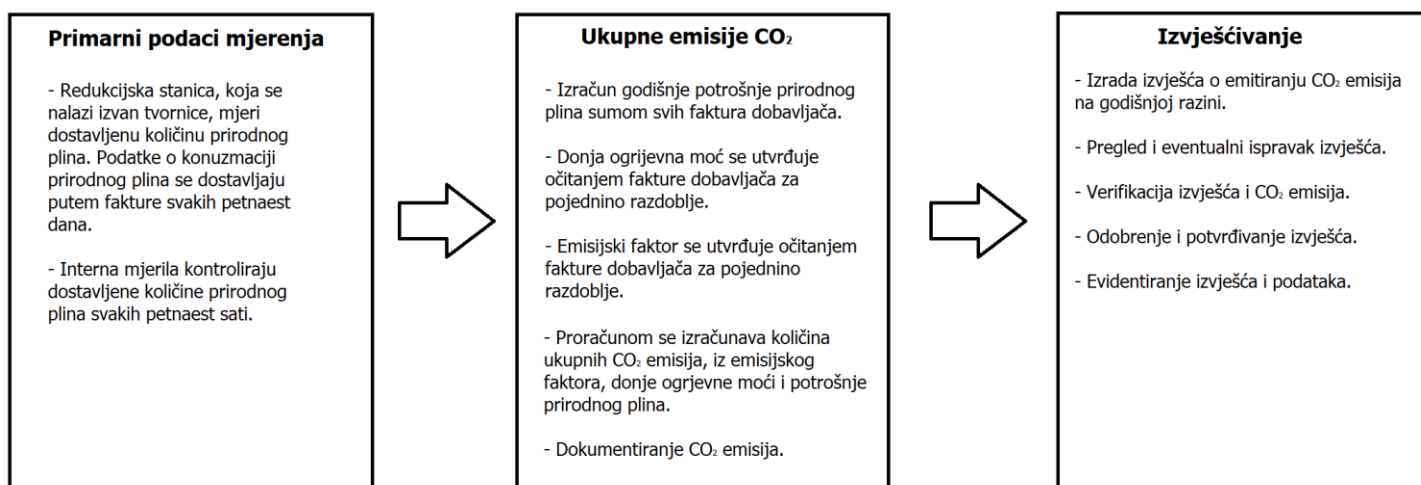 Primarni podaci mjerenja
- Redukcijska stanica, koja se
nalazi izvan tvornice, mjeri
dostavljenu količinu prirodnog
plina. Podatke o konuzmaciji
prirodnog plina se dostavljaju
putem fakture svakih petnaest
dana.
- Interna mjerila kontroliraju
dostavljene količine prirodnog
plina svakih petnaest sati.
Ukupne emisije CO₂
- Izračun godišnje potrošnje prirodnog
plina sumom svih faktura dobavljača.
- Donja ogrijevna moć se utvrđuje
očitanjem fakture dobavljača za
pojednino razdoblje.
- Emisijski faktor se utvrđuje očitanjem
fakture dobavljača za pojednino
razdoblje.
- Proračunom se izračunava količina
ukupnih CO₂ emisija, iz emisijskog
faktora, donje ogrjevne moći i potrošnje
prirodnog plina.
- Dokumentiranje CO₂ emisija.
Izvješćivanje
- Izrada izvješća o emitiranju CO₂ emisija
na godišnjoj razini.
- Pregled i eventualni ispravak izvješća.
- Verifikacija izvješća i CO₂ emisija.
- Odobrenje i potvrđivanje izvješća.
- Evidentiranje izvješća i podataka.